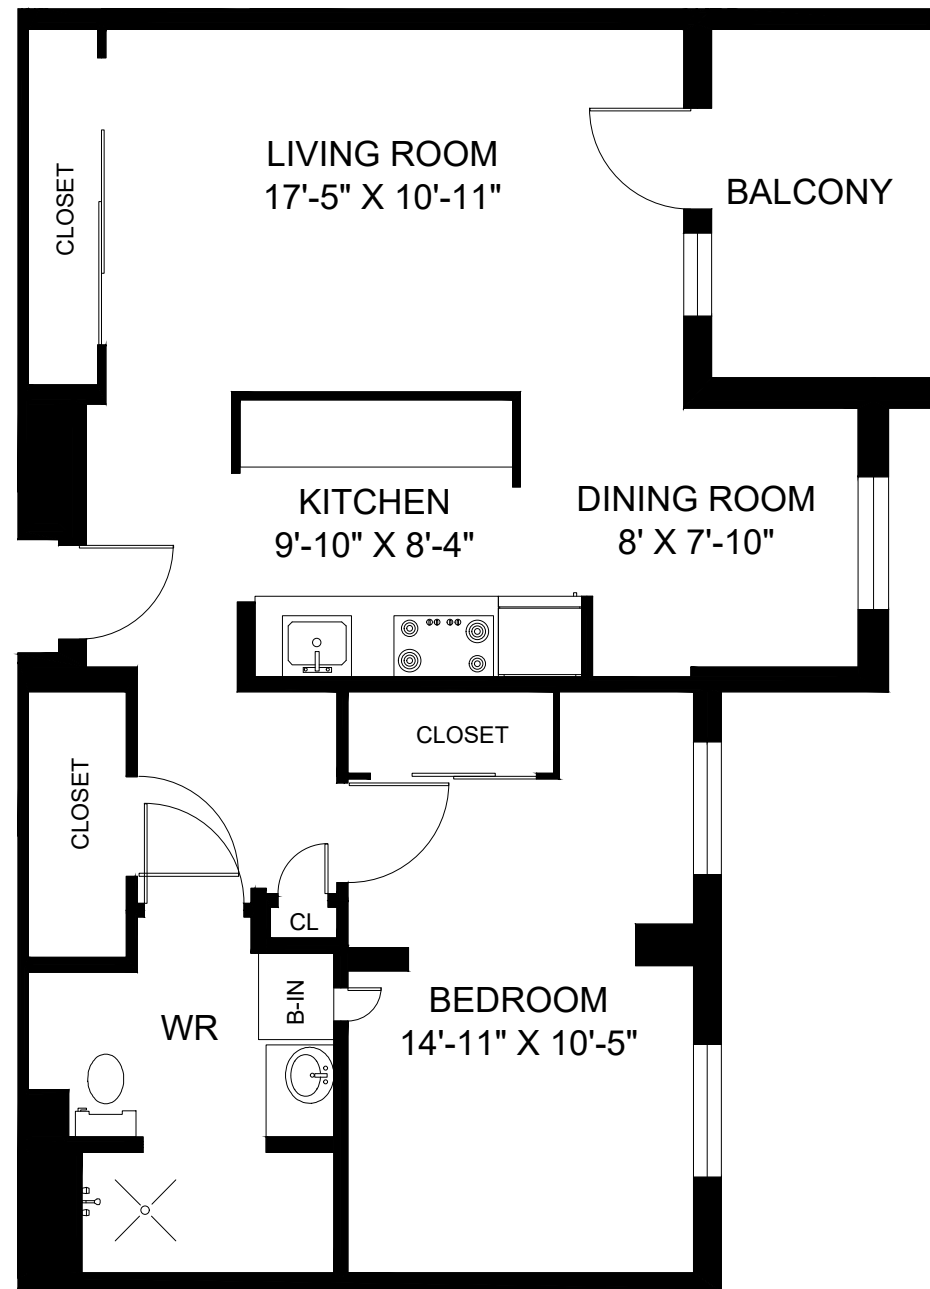 LIVING ROOM
17'-5" X 10'-11"
BALCONY
CLOSET
KITCHEN
9'-10" X 8'-4"
DINING ROOM
8' X 7'-10"
CLOSET
CLOSET
CL
B-IN
WR
BEDROOM
14'-11" X 10'-5"